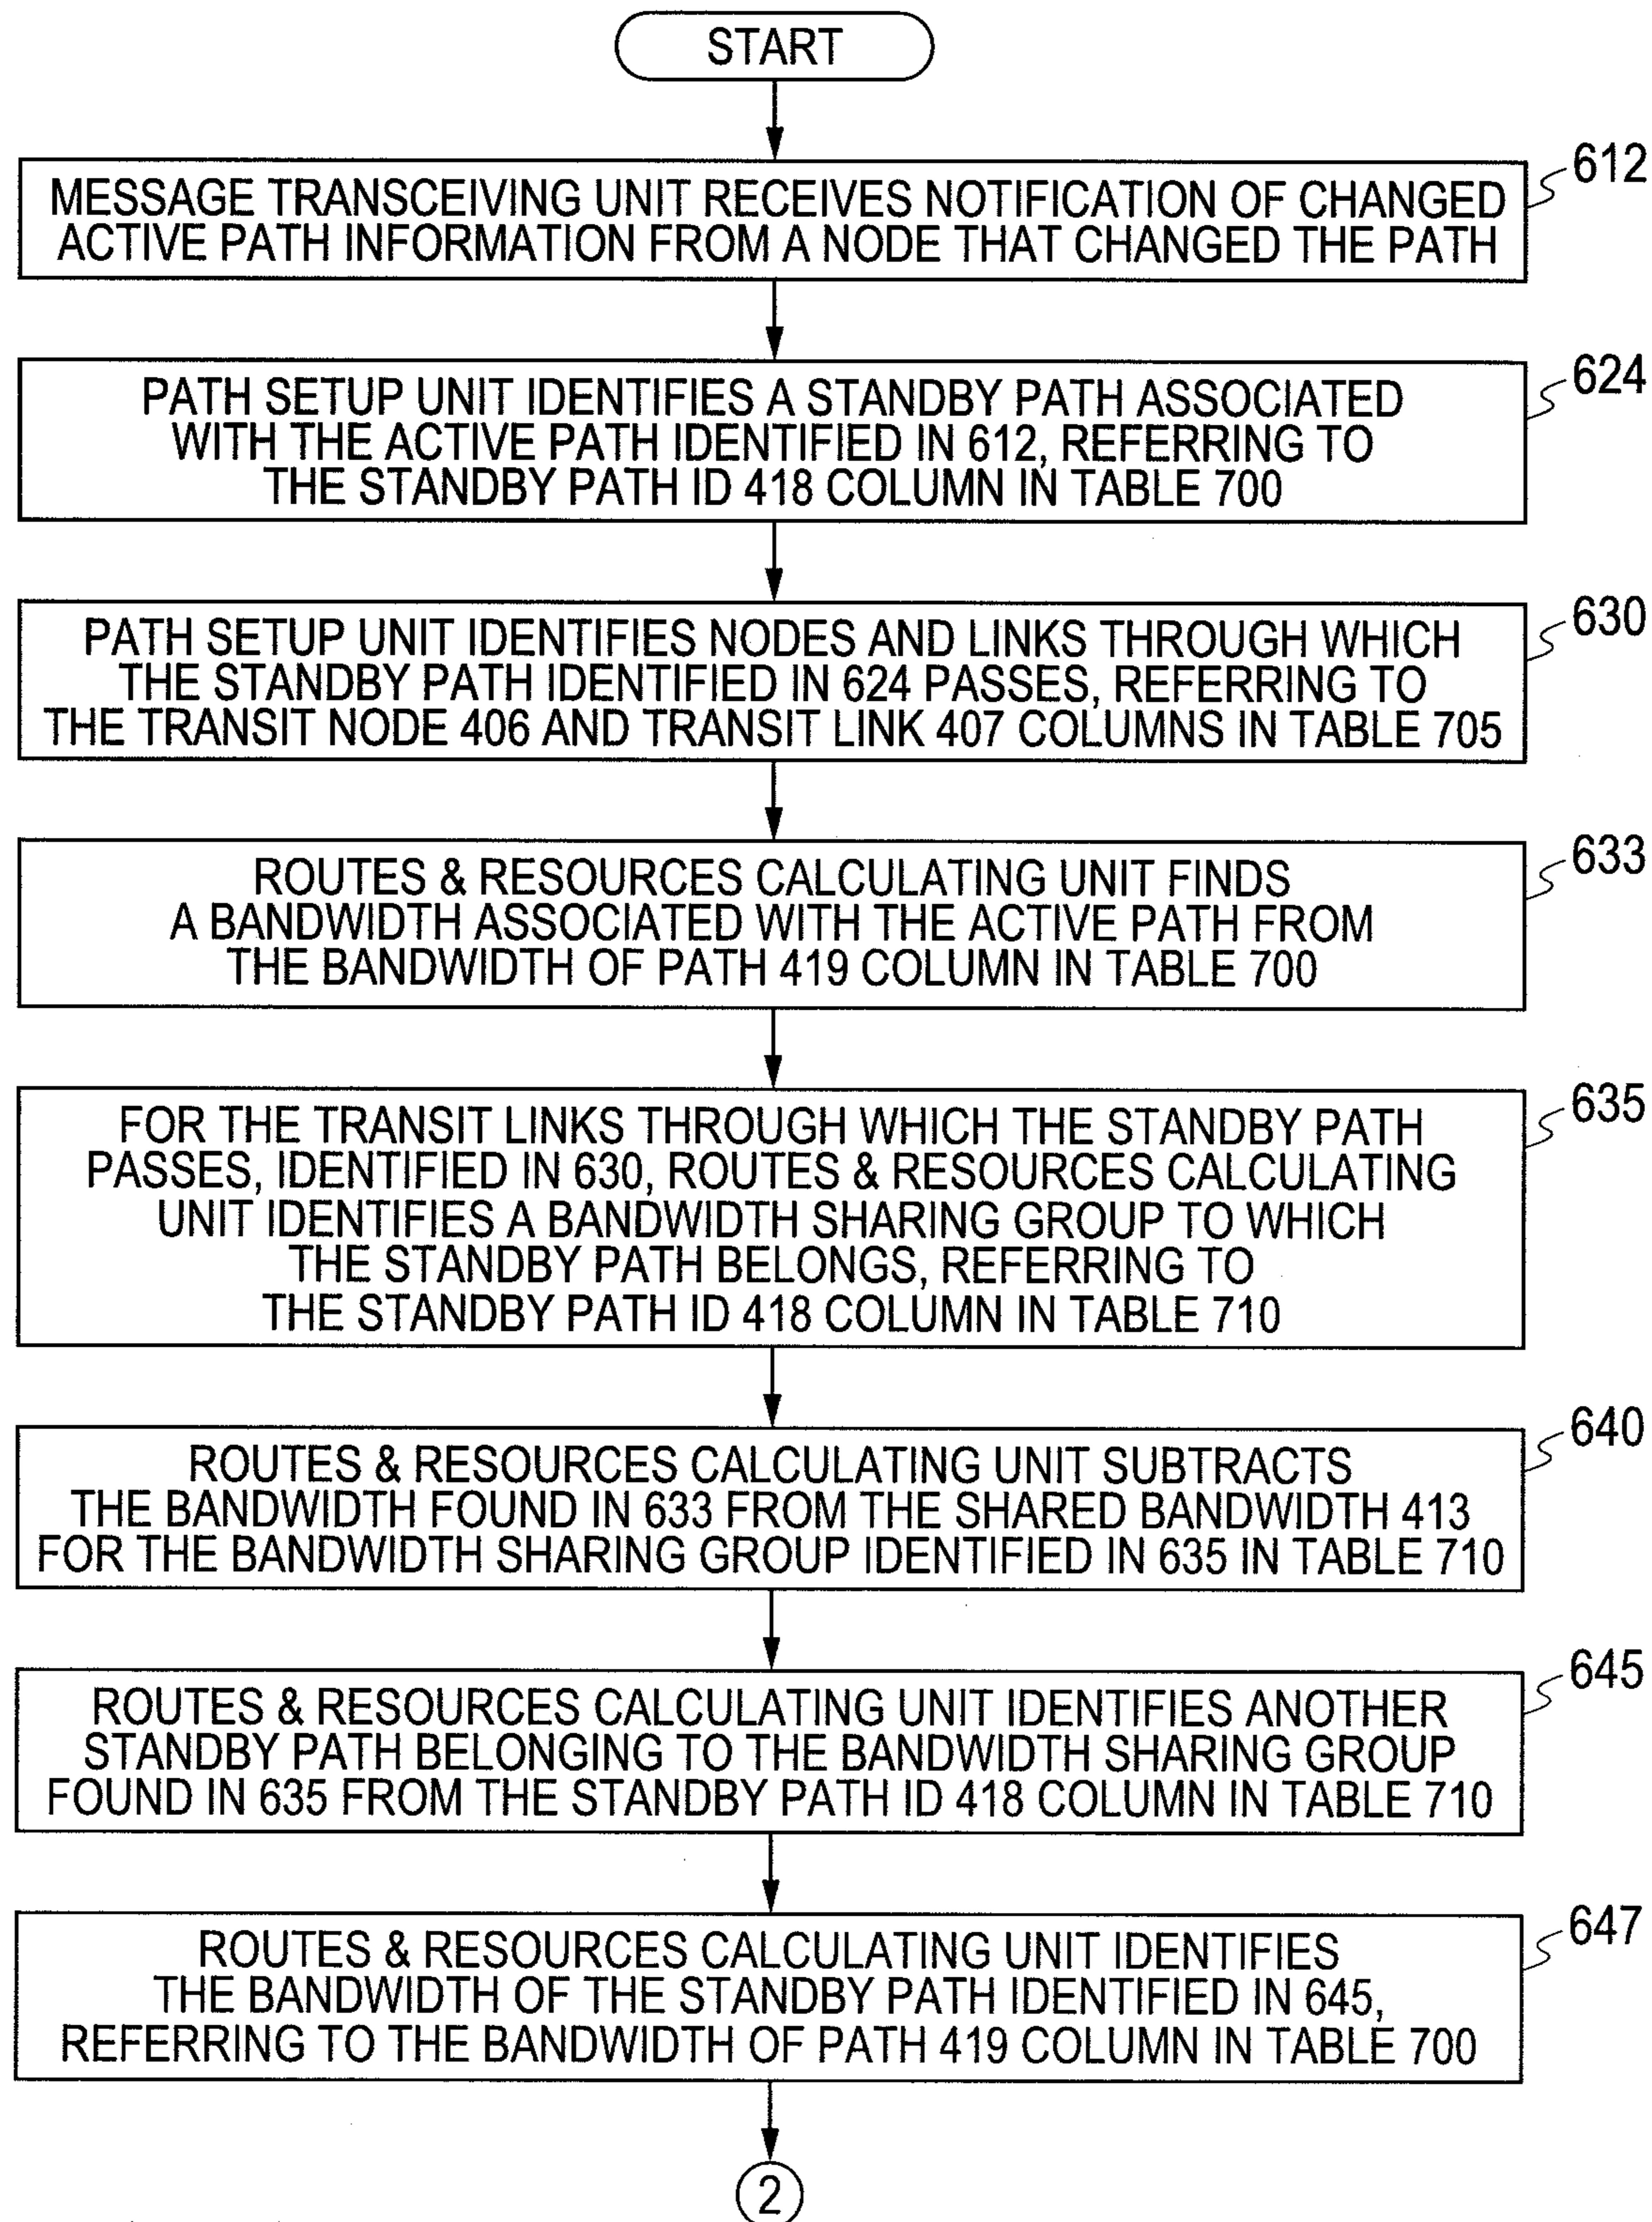 START
612
MESSAGE TRANSCEIVING UNIT RECEIVES NOTIFICATION OF CHANGED
ACTIVE PATH INFORMATION FROM A NODE THAT CHANGED THE PATH
624
PATH SETUP UNIT IDENTIFIES A STANDBY PATH ASSOCIATED
WITH THE ACTIVE PATH IDENTIFIED IN 612, REFERRING TO
THE STANDBY PATH ID 418 COLUMN IN TABLE 700
630
PATH SETUP UNIT IDENTIFIES NODES AND LINKS THROUGH WHICH
THE STANDBY PATH IDENTIFIED IN 624 PASSES, REFERRING TO
THE TRANSIT NODE 406 AND TRANSIT LINK 407 COLUMNS IN TABLE 705
633
ROUTES & RESOURCES CALCULATING UNIT FINDS
A BANDWIDTH ASSOCIATED WITH THE ACTIVE PATH FROM
THE BANDWIDTH OF PATH 419 COLUMN IN TABLE 700
635
FOR THE TRANSIT LINKS THROUGH WHICH THE STANDBY PATH
PASSES, IDENTIFIED IN 630, ROUTES & RESOURCES CALCULATING
UNIT IDENTIFIES A BANDWIDTH SHARING GROUP TO WHICH
THE STANDBY PATH BELONGS, REFERRING TO
THE STANDBY PATH ID 418 COLUMN IN TABLE 710
640
ROUTES & RESOURCES CALCULATING UNIT SUBTRACTS
THE BANDWIDTH FOUND IN 633 FROM THE SHARED BANDWIDTH 413
FOR THE BANDWIDTH SHARING GROUP IDENTIFIED IN 635 IN TABLE 710
645
ROUTES & RESOURCES CALCULATING UNIT IDENTIFIES ANOTHER
STANDBY PATH BELONGING TO THE BANDWIDTH SHARING GROUP
FOUND IN 635 FROM THE STANDBY PATH ID 418 COLUMN IN TABLE 710
647
ROUTES & RESOURCES CALCULATING UNIT IDENTIFIES
THE BANDWIDTH OF THE STANDBY PATH IDENTIFIED IN 645,
REFERRING TO THE BANDWIDTH OF PATH 419 COLUMN IN TABLE 700
2